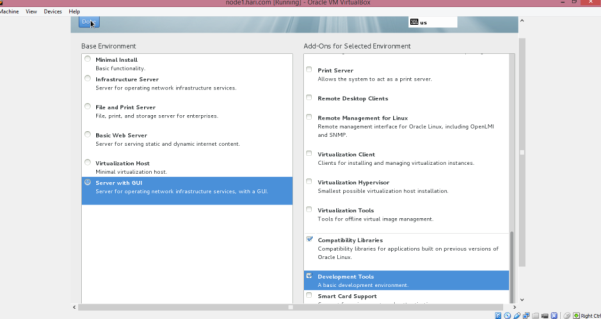 node1.hari.com [Running] - Oracle VM VirtualBox
Machine View Devices Help
us
Base Environment
Add-Ons for Selected Environment
Minimal Install
Basic functionality.
Infrastructure Server
Server for operating network infrastructure services.
File and Print Server
File, print, and storage server for enterprises.
Basic Web Server
Server for serving static and dynamic internet content.
Virtualization Host
Minimal virtualization host.
Server with GUI
Server for operating network infrastructure services, with a GUI.
Print Server
Allows the system to act as a print server.
Remote Desktop Clients
Remote Management for Linux
Remote management interface for Oracle Linux, including OpenLMI
and SNMP.
Virtualization Client
Clients for installing and managing virtualization instances.
Virtualization Hypervisor
Smallest possible virtualization host installation.
Virtualization Tools
Tools for offline virtual image management.
Compatibility Libraries
Compatibility libraries for applications built on previous versions of
Oracle Linux.
Development Tools
A basic development environment.
Smart Card Support
Right Ctrl